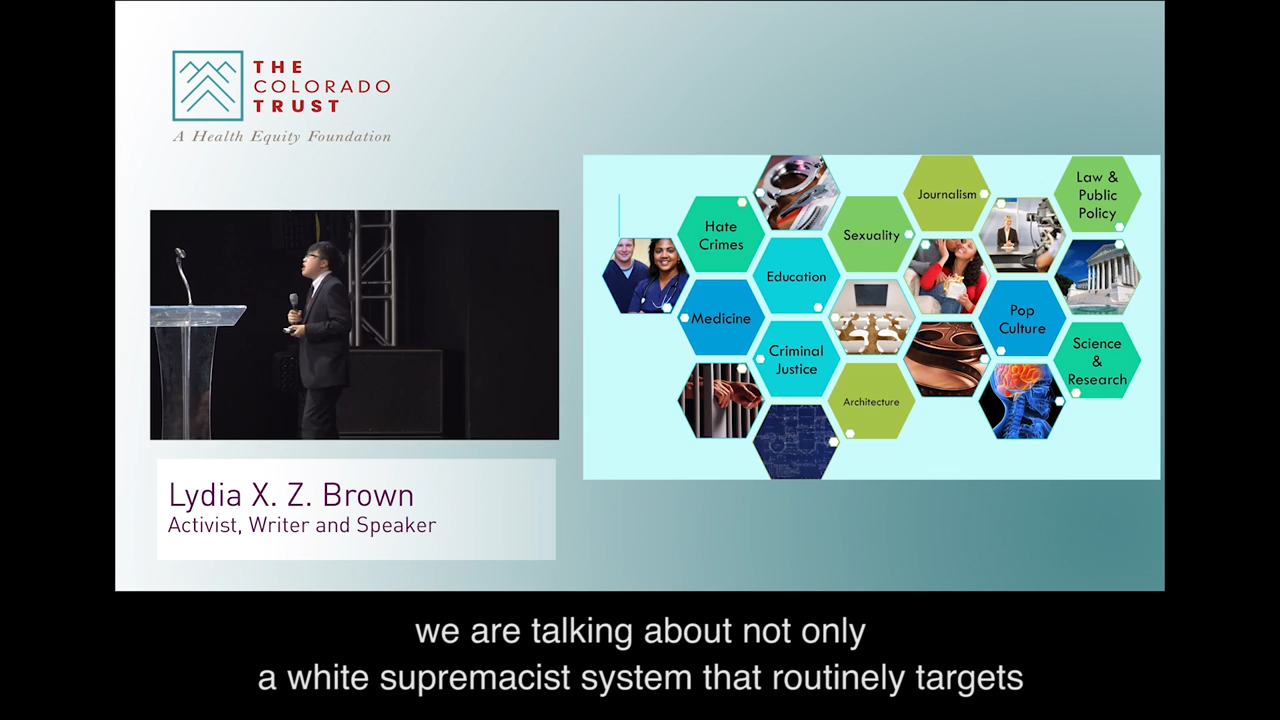 THE
COLORADO
TRUST
A Health Equity Foundation
Lydia X. Z. Brown
Activist, Writer and Speaker
Hate
Crimes
Medicine
Education
Criminal
Justice
Sexuality
Architecture
Journalism
Pop
Culture
Law &
Public
Policy
Science
&
Research
we are talking about not only
a white supremacist system that routinely targets